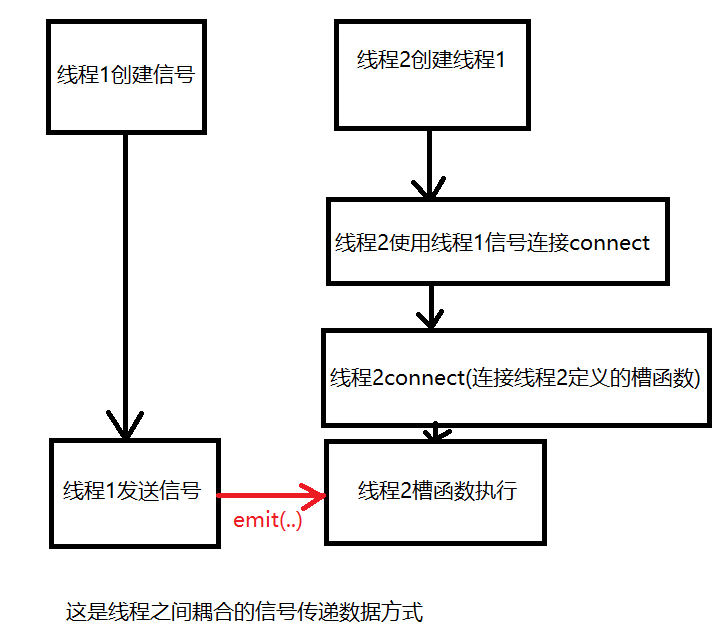 线程1创建信号
线程2创建线程1
线程2使用线程1信号连接connect
线程2connect(连接线程2定义的槽函数)
线程1发送信号
emit(..)
线程2槽函数执行
这是线程之间耦合的信号传递数据方式